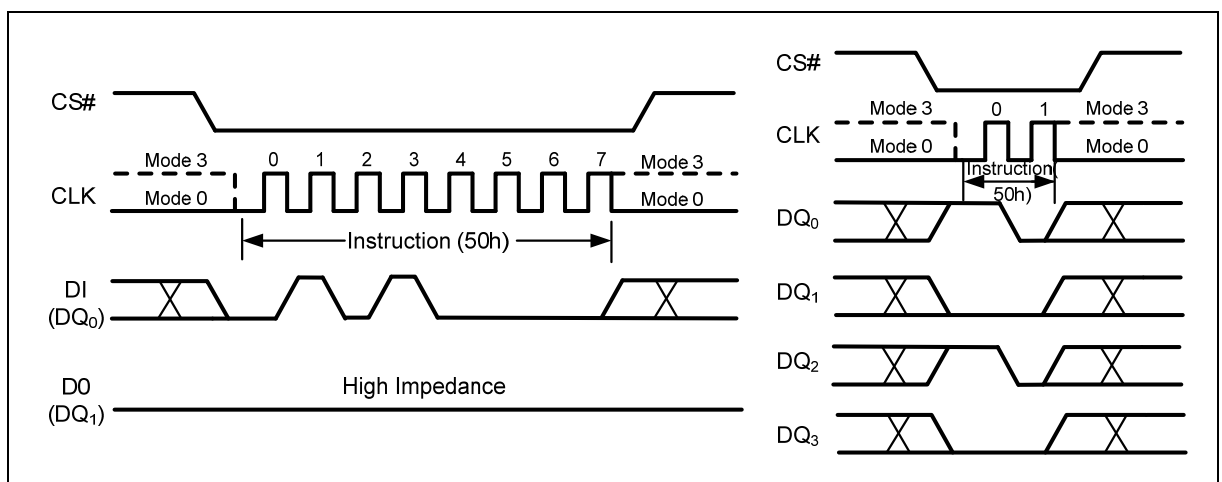 CS#
Mode 3
0 1 2 3 4 5 6 7
Mode 3
CLK
Mode 0
Mode 0
Instruction (50h)
DI
(DQ0)
D0
(DQ1)
High Impedance
CS#
Mode 3
0 1
Mode 3
CLK
Mode 0
Mode 0
Instruction(
50h)
DQ0
DQ1
DQ2
DQ3